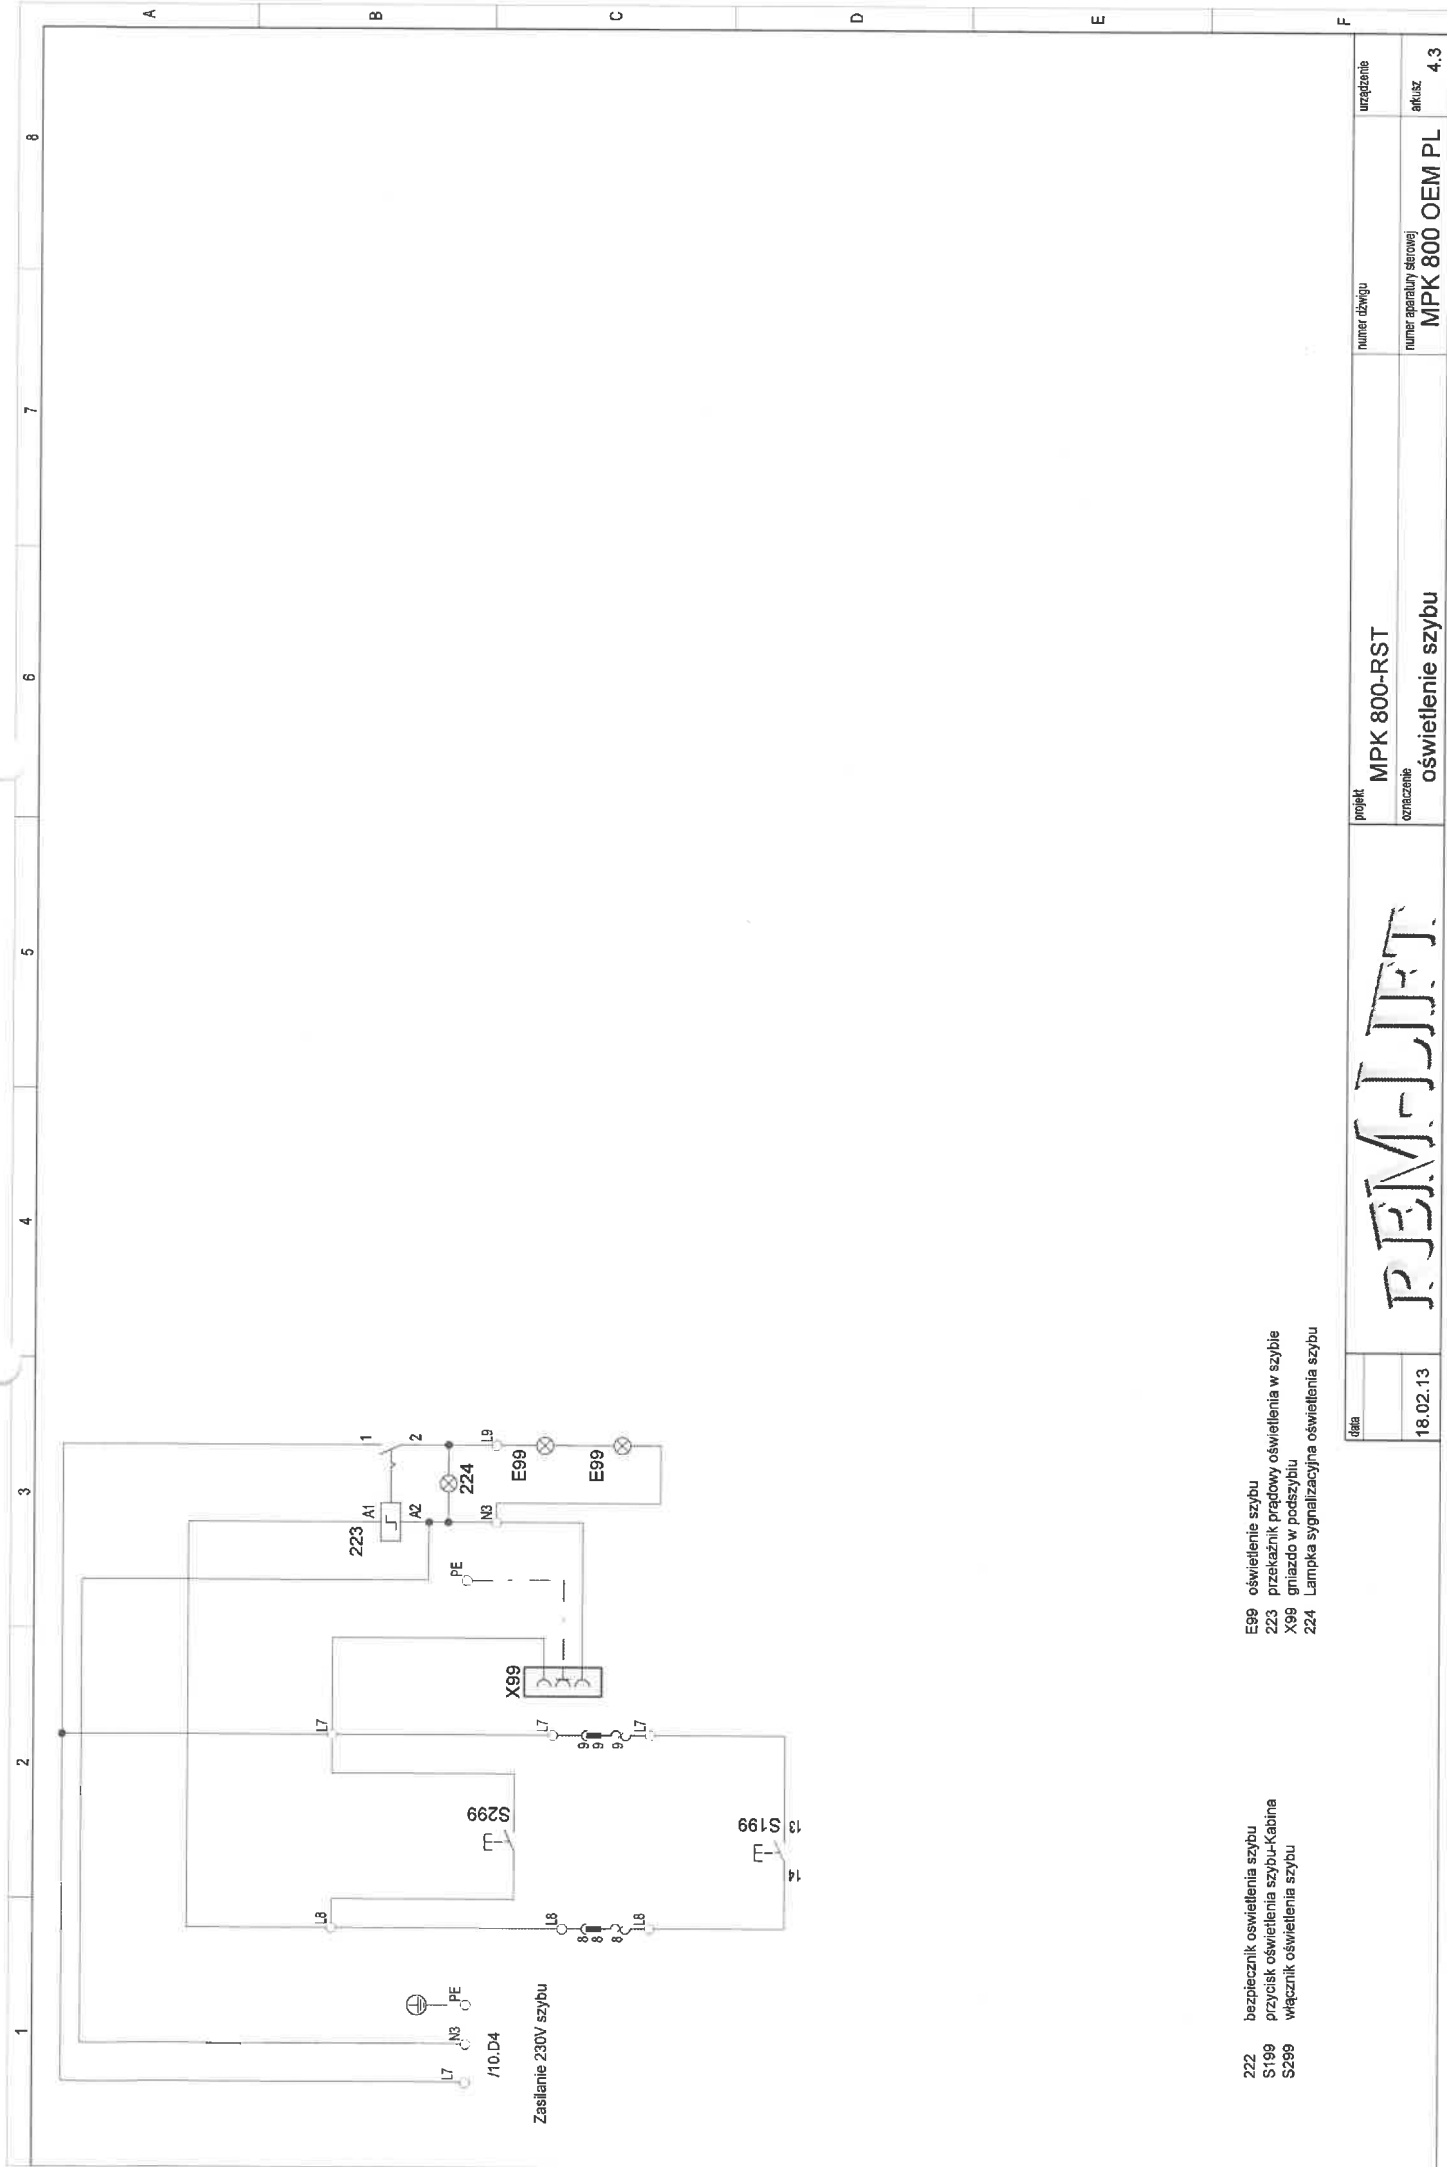 1 2 3 4 5 6 7 8
A
B
C
D
E
F
L7
N3
PE
/10.D4
Zasilanie 230V szybu
L8
L7
S299
L8
8
8
8
L8
L7
9
9
9
L7
14
13
S199
X99
PE
223
A1
A2
1
2
224
N3
L9
E99
E99
222 bezpiecznik oswietlenia szybu
S199 przycisk oświetlenia szybu-Kabina
S299 włącznik oświetlenia szybu
E99 oświetlenie szybu
223 przekaźnik prądowy oświetlenia w szybie
X99 gniazdo w podszybiu
224 Lampka sygnalizacyjna oświetlenia szybu
data
18.02.13
REM-LIFT
projekt
MPK 800-RST
oznaczenie
oświetlenie szybu
numer dźwigu
numer aparatury sterowej
MPK 800 OEM PL
urządzenie
arkusz
4.3